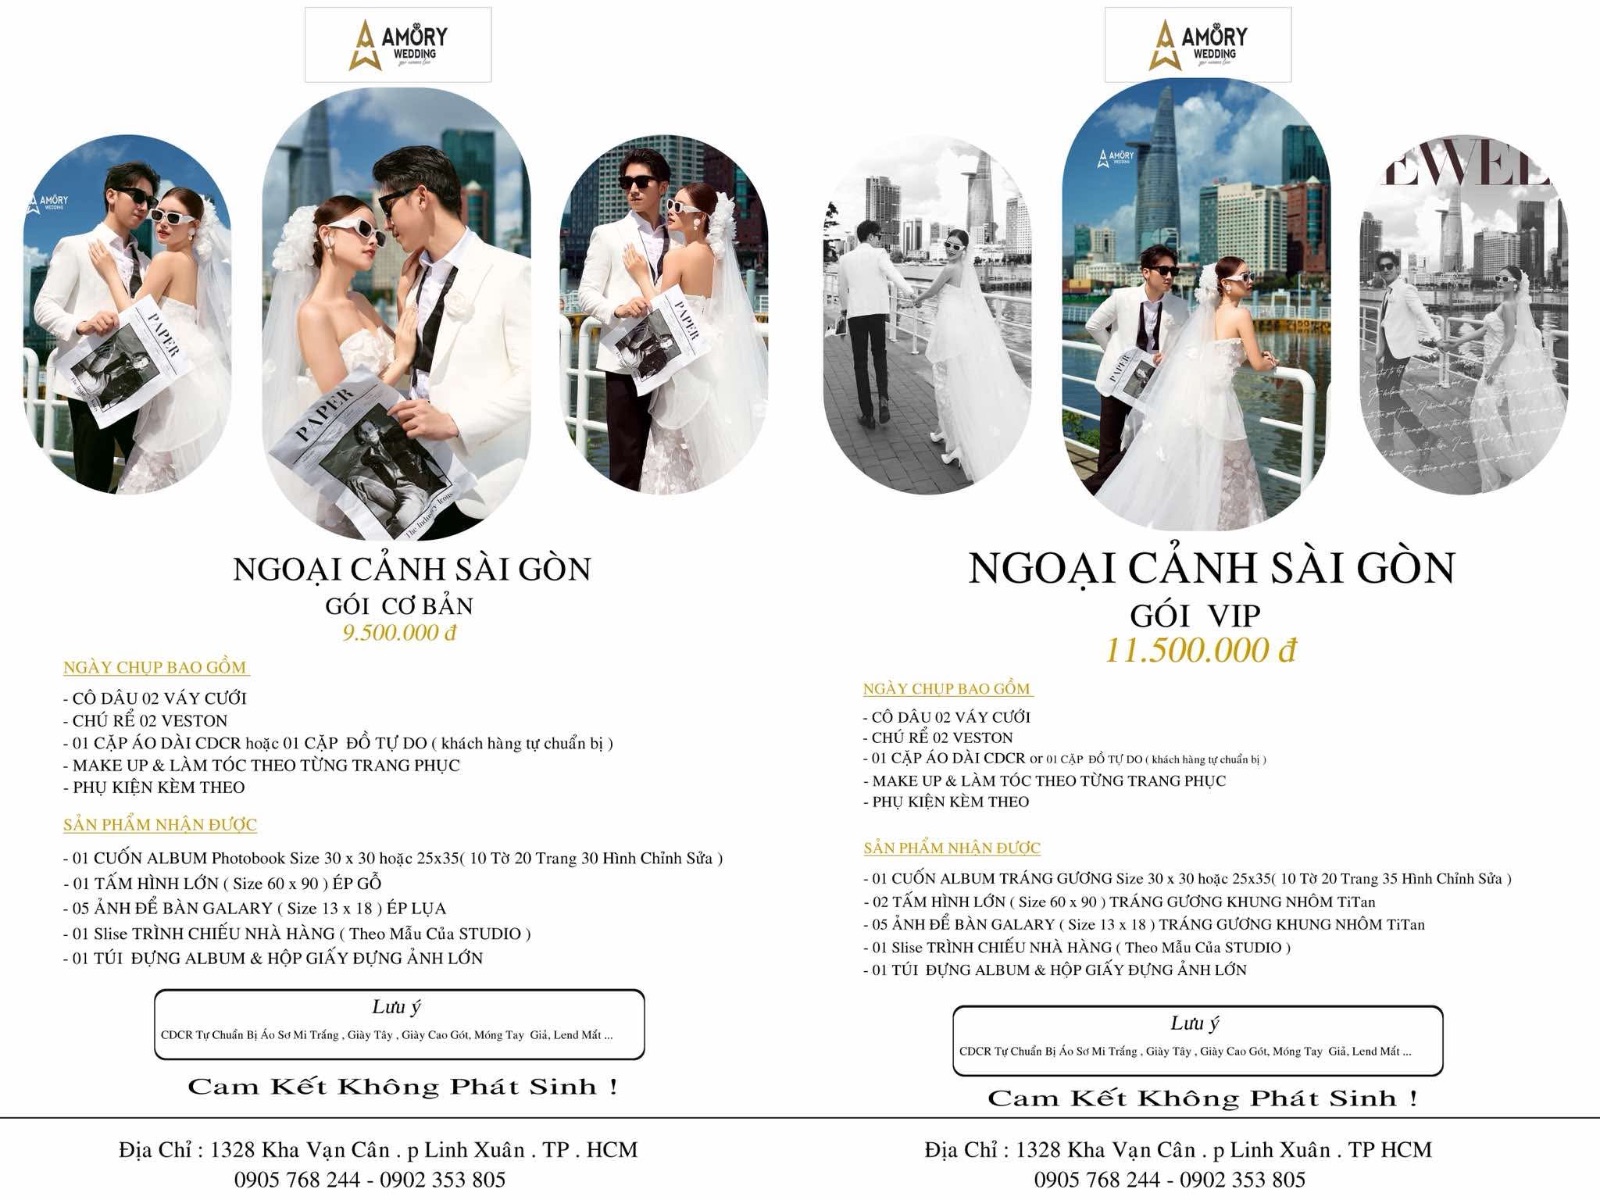 AMORY
WEDDING
AMORY
WEDDING
PAPER
PAPER
The Industry Icons
PAPER
NGOẠI CẢNH SÀI GÒN
GÓI CƠ BẢN
9.500.000 đ
NGÀY CHỤP BAO GỒM
- CÔ DÂU 02 VÁY CƯỚI
- CHÚ RỂ 02 VESTON
- 01 CẶP ÁO DÀI CDCR hoặc 01 CẶP ĐỒ TỰ DO ( khách hàng tự chuẩn bị )
- MAKE UP & LÀM TÓC THEO TỪNG TRANG PHỤC
- PHỤ KIỆN KÈM THEO
SẢN PHẨM NHẬN ĐƯỢC
- 01 CUỐN ALBUM Photobook Size 30 x 30 hoặc 25x35( 10 Tờ 20 Trang 30 Hình Chỉnh Sửa )
- 01 TẤM HÌNH LỚN ( Size 60 x 90 ) ÉP GỖ
- 05 ẢNH ĐỂ BÀN GALARY ( Size 13 x 18 ) ÉP LỤA
- 01 Slise TRÌNH CHIẾU NHÀ HÀNG ( Theo Mẫu Của STUDIO )
- 01 TÚI ĐỰNG ALBUM & HỘP GIẤY ĐỰNG ẢNH LỚN
Lưu ý
CDCR Tự Chuẩn Bị Áo Sơ Mi Trắng , Giày Tây , Giày Cao Gót, Móng Tay Giả, Lend Mắt ...
Cam Kết Không Phát Sinh !
Địa Chỉ : 1328 Kha Vạn Cân . p Linh Xuân . TP . HCM
0905 768 244 - 0902 353 805
AMORY
WEDDING
AMORY
WEDDING
EWEL
PAPER
NGOẠI CẢNH SÀI GÒN
GÓI VIP
11.500.000 đ
NGÀY CHỤP BAO GỒM
- CÔ DÂU 02 VÁY CƯỚI
- CHÚ RỂ 02 VESTON
- 01 CẶP ÁO DÀI CDCR or 01 CẶP ĐỒ TỰ DO ( khách hàng tự chuẩn bị )
- MAKE UP & LÀM TÓC THEO TỪNG TRANG PHỤC
- PHỤ KIỆN KÈM THEO
SẢN PHẨM NHẬN ĐƯỢC
- 01 CUỐN ALBUM TRÁNG GƯƠNG Size 30 x 30 hoặc 25x35( 10 Tờ 20 Trang 35 Hình Chỉnh Sửa )
- 02 TẤM HÌNH LỚN ( Size 60 x 90 ) TRÁNG GƯƠNG KHUNG NHÔM TiTan
- 05 ẢNH ĐỂ BÀN GALARY ( Size 13 x 18 ) TRÁNG GƯƠNG KHUNG NHÔM TiTan
- 01 Slise TRÌNH CHIẾU NHÀ HÀNG ( Theo Mẫu Của STUDIO )
- 01 TÚI ĐỰNG ALBUM & HỘP GIẤY ĐỰNG ẢNH LỚN
Lưu ý
CDCR Tự Chuẩn Bị Áo Sơ Mi Trắng , Giày Tây , Giày Cao Gót, Móng Tay Giả, Lend Mắt ...
Cam Kết Không Phát Sinh !
Địa Chỉ : 1328 Kha Vạn Cân . p Linh Xuân . TP HCM
0905 768 244 - 0902 353 805